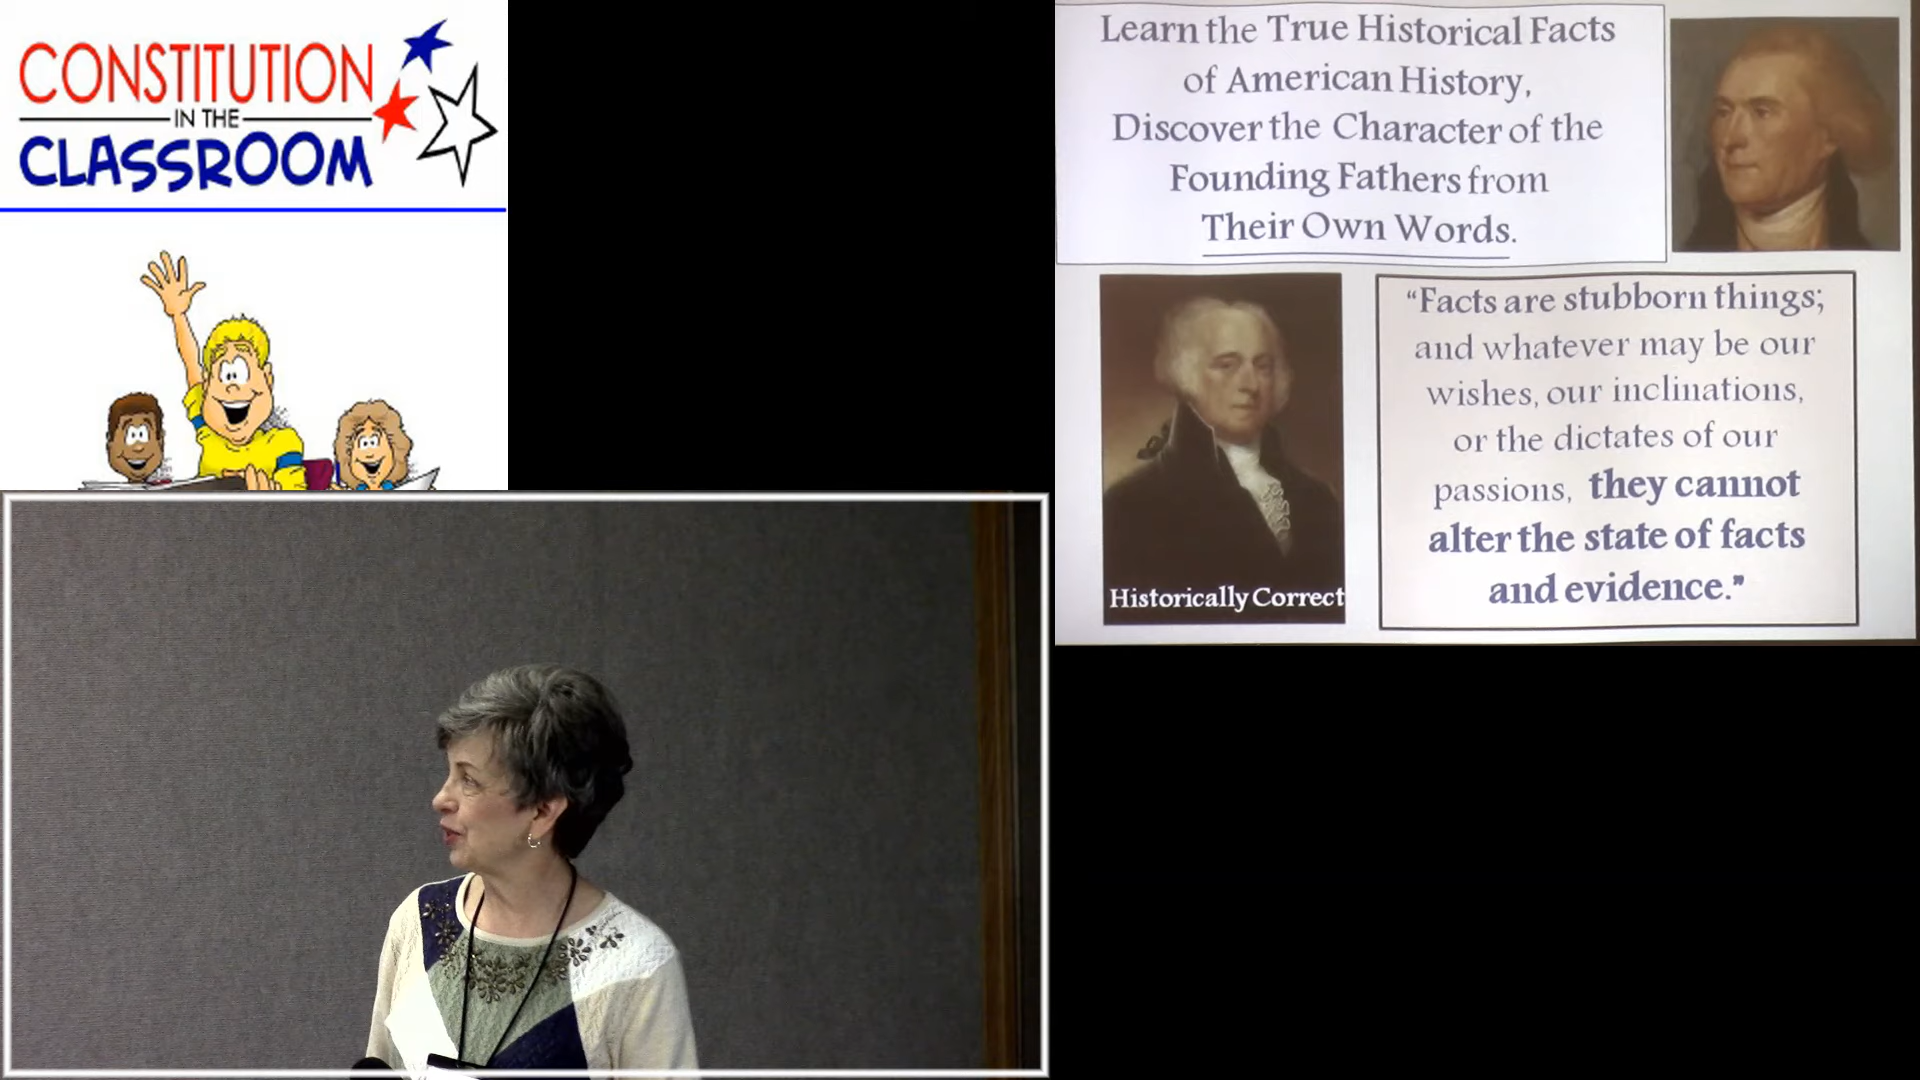 CONSTITUTION
IN THE
CLASSROOM
Learn the True Historical Facts
of American History,
Discover the Character of the
Founding Fathers from
Their Own Words.
Historically Correct
“Facts are stubborn things;
and whatever may be our
wishes, our inclinations,
or the dictates of our
passions, they cannot
alter the state of facts
and evidence.”